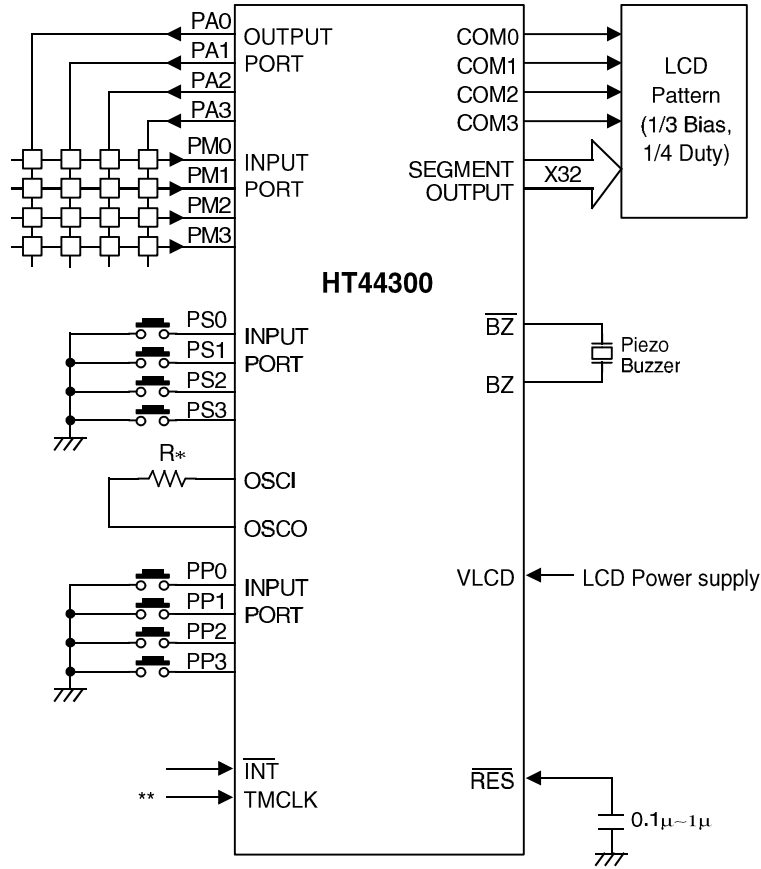 PA0
OUTPUT
PA1
PORT
PA2
PA3
PM0
INPUT
PM1
PORT
PM2
PM3
COM0
COM1
COM2
COM3
SEGMENT
OUTPUT
X32
LCD
Pattern
(1/3 Bias,
1/4 Duty)
HT44300
PS0
INPUT
PS1
PORT
PS2
PS3
BZ
BZ
Piezo
Buzzer
R*
OSCI
OSCO
PP0
INPUT
PP1
PORT
PP2
PP3
VLCD
LCD Power supply
INT
** TMCLK
RES
0.1μ~1μ